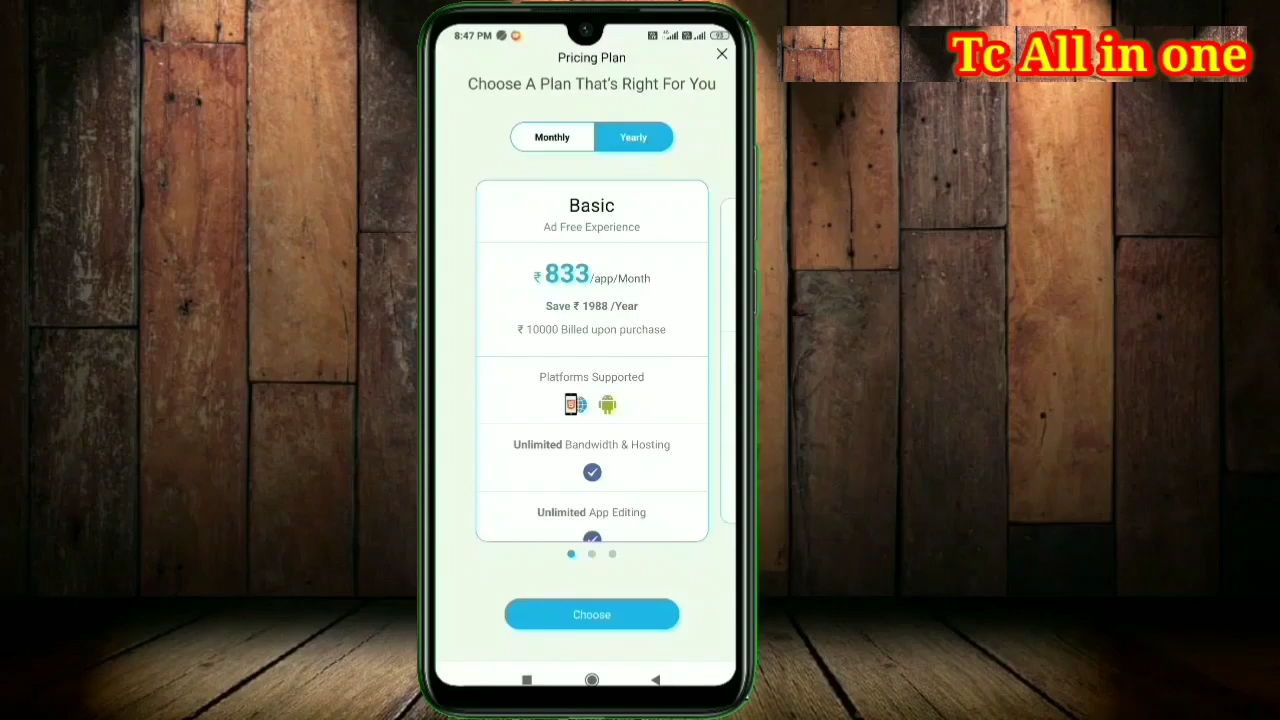 Tc All in one
8:47 PM
Pricing Plan
Choose A Plan That's Right For You
Monthly
Yearly
Basic
Ad Free Experience
₹ 833/app/Month
Save ₹ 1988 /Year
₹ 10000 Billed upon purchase
Platforms Supported
Unlimited Bandwidth & Hosting
Unlimited App Editing
Choose